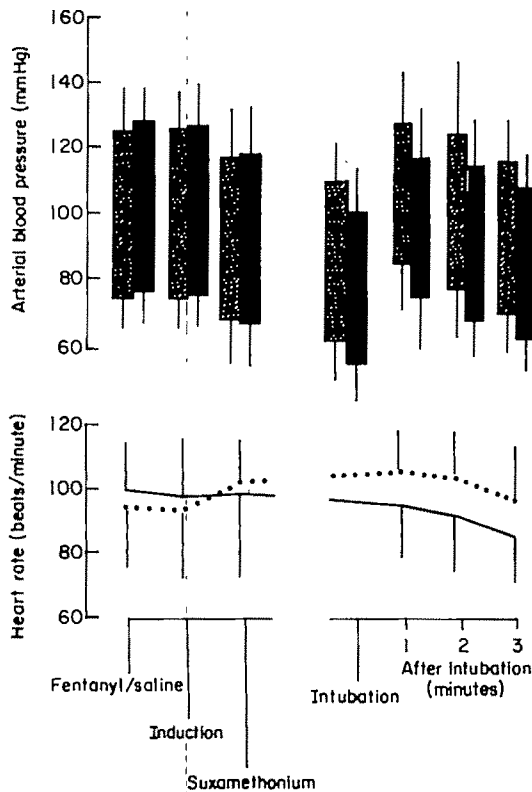 160
140
120
100
80
60
Arterial blood pressure (mmHg)
120
100
80
60
Heart rate (beats/minute)
1 2 3
Fentanyl/saline
After intubation
(minutes)
Intubation
Induction
Suxamethonium